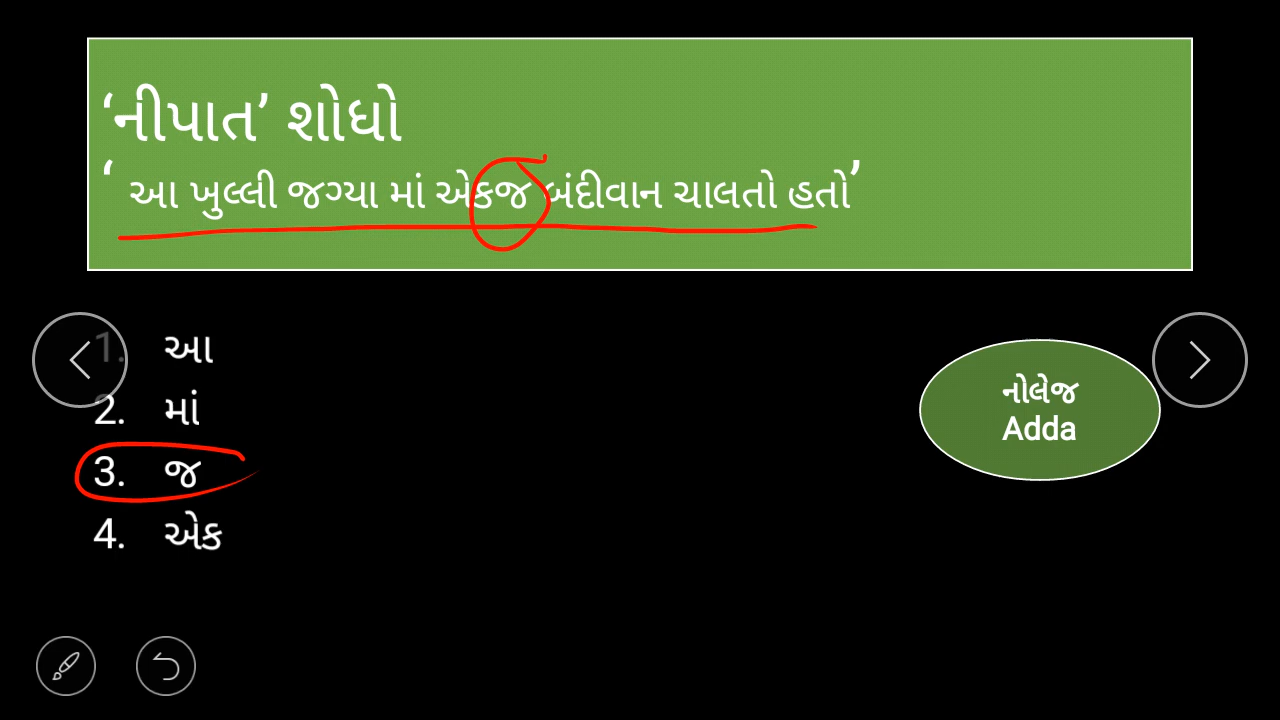 ‘નીપાત’ શોધો
‘ આ ખુલ્લી જગ્યા માં એકજ બંદીવાન ચાલતો હતો’
1. આ
2. માં
3. જ
4. એક
નોલેજ
Adda